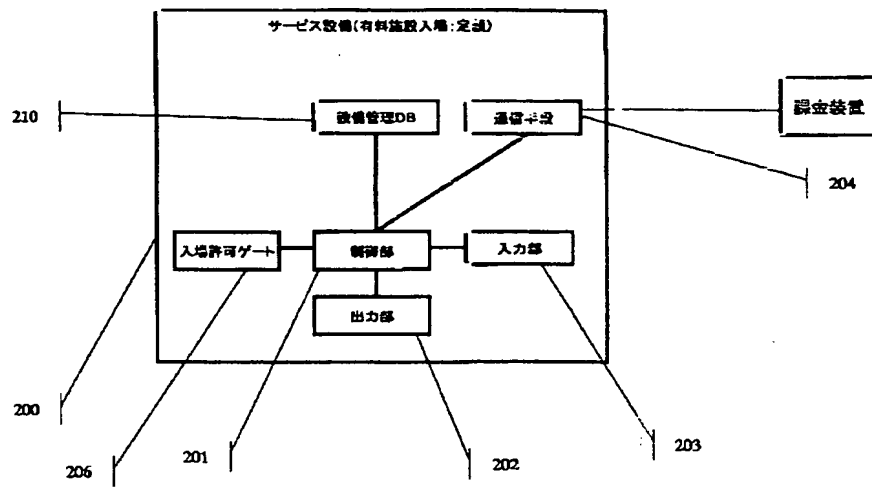 サービス設備(有料施設入場:定額)
210
設備管理DB
通信手段
課金装置
204
入場許可ゲート
制御部
入力部
出力部
200
206
201
202
203